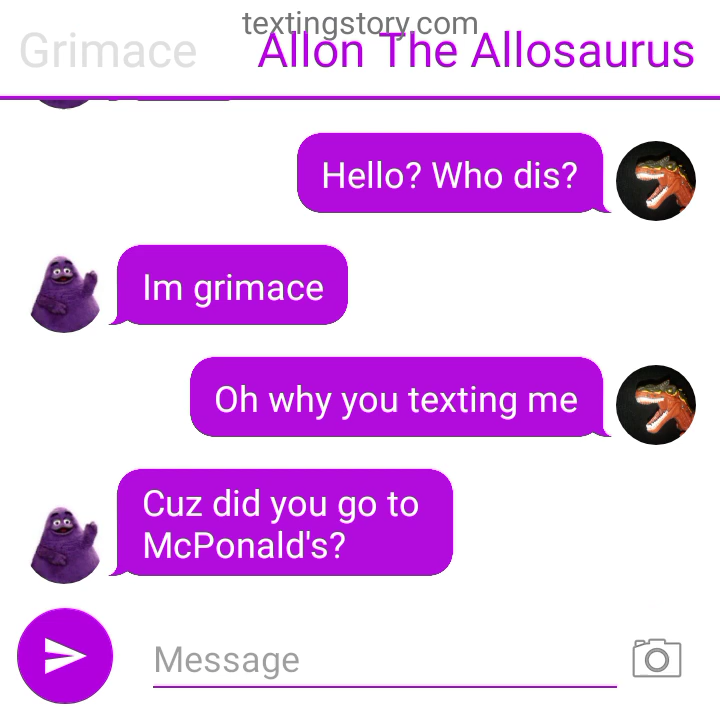 textingstory.com
Grimace Allon The Allosaurus
Hello? Who dis?
Im grimace
Oh why you texting me
Cuz did you go to
McPonald's?
Message